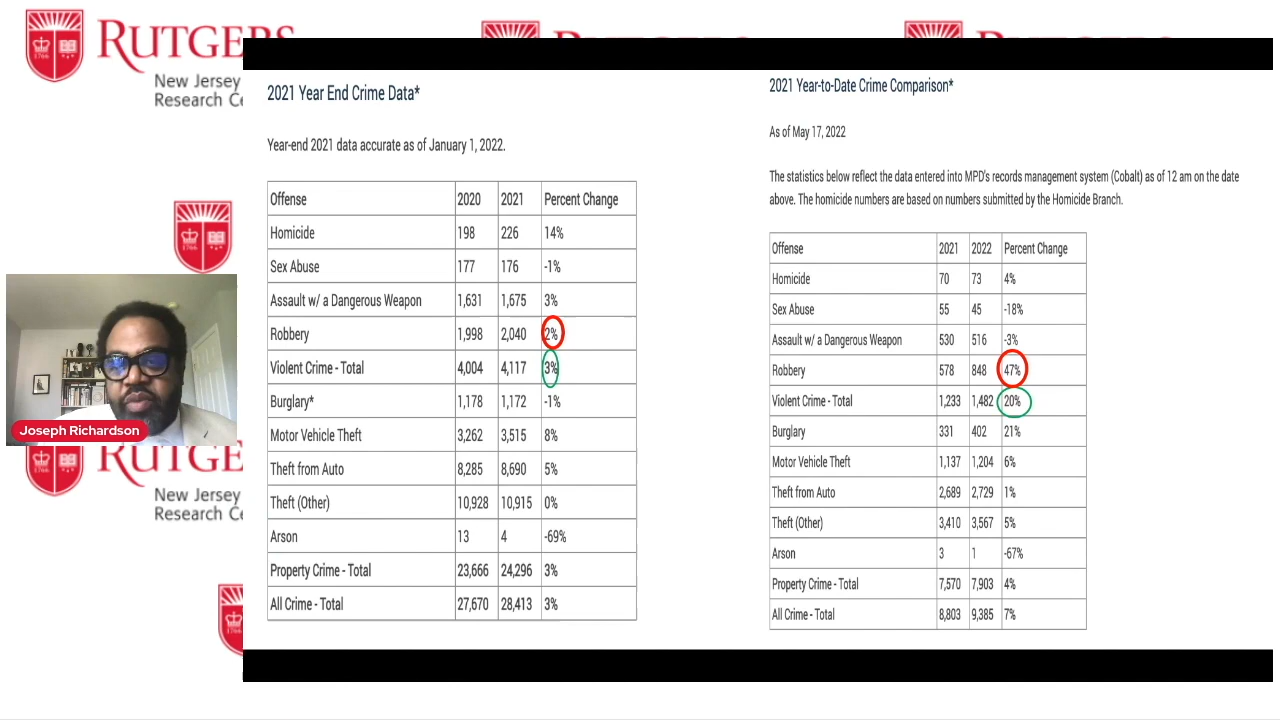 RUTGERS
New Jersey
Research Ce
2021 Year End Crime Data*
Year-end 2021 data accurate as of January 1, 2022.
Offense 2020 2021 Percent Change
Homicide 198 226 14%
Sex Abuse 177 176 -1%
Assault w/ a Dangerous Weapon 1,631 1,675 3%
Robbery 1,998 2,040 2%
Violent Crime - Total 4,004 4,117 3%
Burglary* 1,178 1,172 -1%
Motor Vehicle Theft 3,262 3,515 8%
Theft from Auto 8,285 8,690 5%
Theft (Other) 10,928 10,915 0%
Arson 13 4 -69%
Property Crime - Total 23,666 24,296 3%
All Crime - Total 27,670 28,413 3%
2021 Year-to-Date Crime Comparison*
As of May 17, 2022
The statistics below reflect the data entered into MPD's records management system (Cobalt) as of 12 am on the date
above. The homicide numbers are based on numbers submitted by the Homicide Branch.
Offense 2021 2022 Percent Change
Homicide 70 73 4%
Sex Abuse 55 45 -18%
Assault w/ a Dangerous Weapon 530 516 -3%
Robbery 578 848 47%
Violent Crime - Total 1,233 1,482 20%
Burglary 331 402 21%
Motor Vehicle Theft 1,137 1,204 6%
Theft from Auto 2,689 2,729 1%
Theft (Other) 3,410 3,567 5%
Arson 3 1 -67%
Property Crime - Total 7,570 7,903 4%
All Crime - Total 8,803 9,385 7%
Joseph Richardson
RUTGE
New Jersey
Research Ce